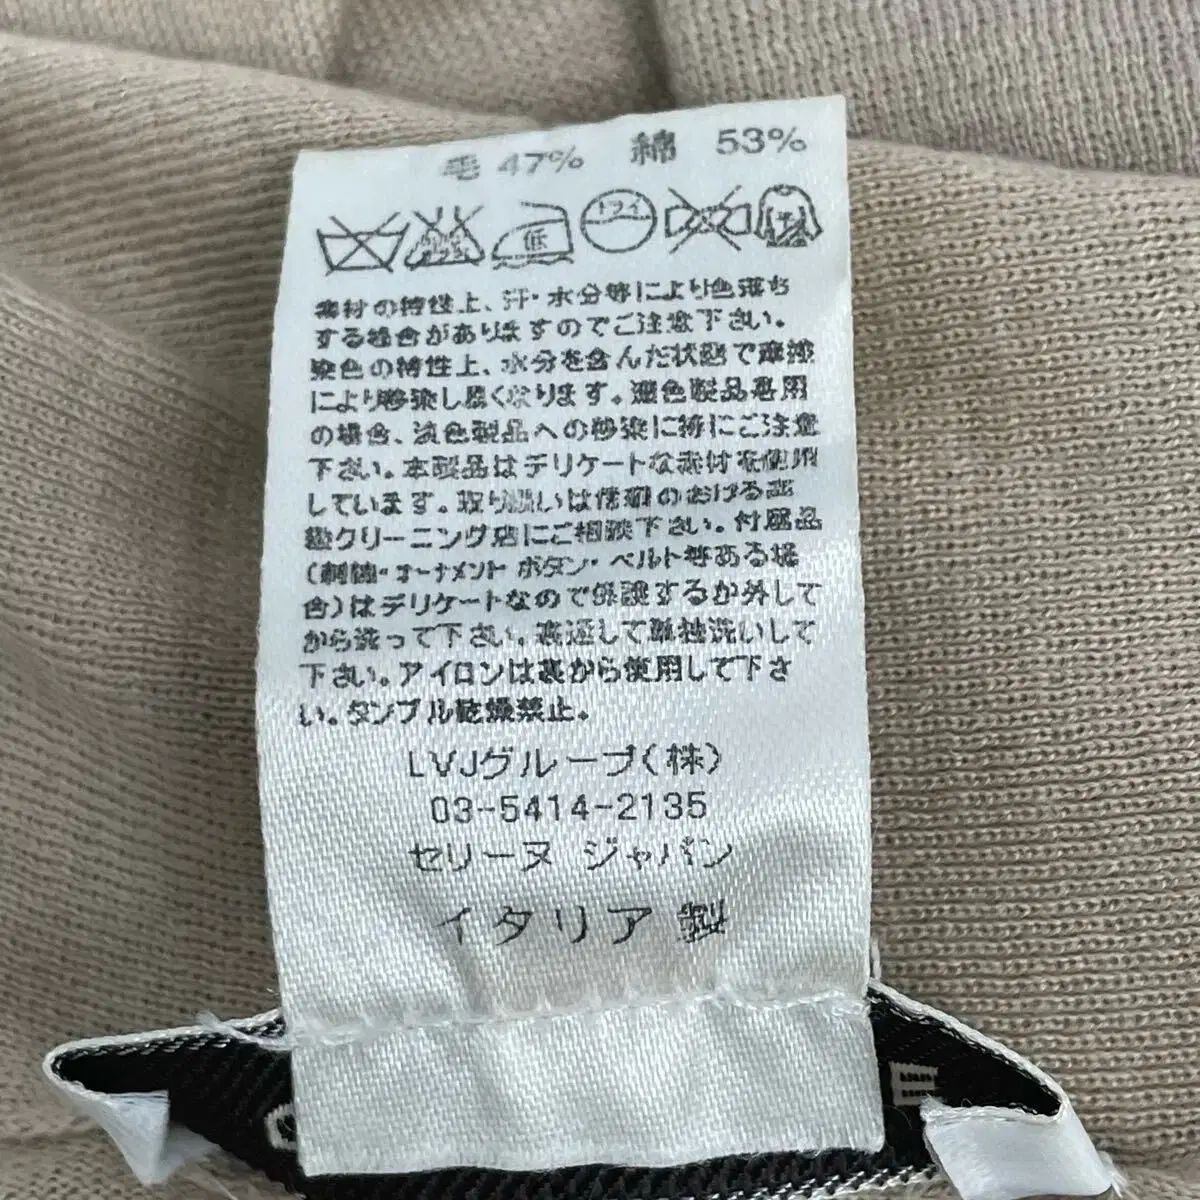 毛 47% 綿 53%
低 ドライ
素材の特性上、汗・水分等により色落ち
する場合がありますのでご注意下さい。
染色の特性上、水分を含んだ状態で摩擦
により移染し易くなります。濃色製品着用
の場合、淡色製品への移染に特にご注意
下さい。本製品はデリケートな素材を使用
しています。取り扱いは信頼のおける高
級クリーニング店にご相談下さい。付属品
(刺繍・オーナメント ボタン・ベルト等ある場
合)はデリケートなので保護するか外して
から洗って下さい。裏返して単独洗いして
下さい。アイロンは裏から使用して下さ
い。タンブル乾燥禁止。
LVJグループ(株)
03-5414-2135
セリーヌ ジャパン
イタリア製